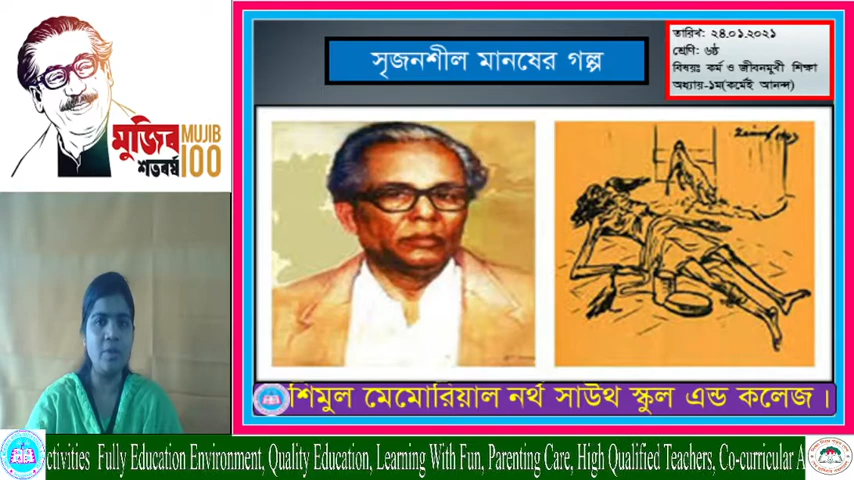 মুজিব
শতবর্ষ
MUJIB
100
সৃজনশীল মানষের গল্প
তারিখ: ২৪.০১.২০২১
শ্রেণি: ৬ষ্ঠ
বিষয়ঃ কর্ম ও জীবনমুখী শিক্ষা
অধ্যায়-১ম(কর্মেই আনন্দ)
শিমুল মেমোরিয়াল নর্থ সাউথ স্কুল এন্ড কলেজ।
ctivities Fully Education Environment, Quality Education, Learning With Fun, Parenting Care, High Qualified Teachers, Co-curricular A